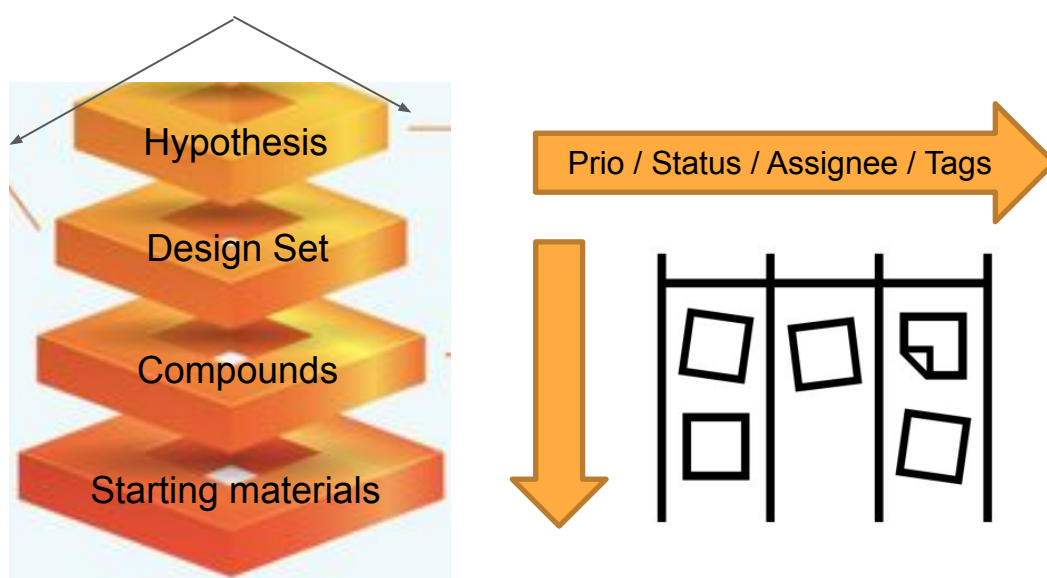 Hypothesis
Design Set
Compounds
Starting materials
Prio / Status / Assignee / Tags